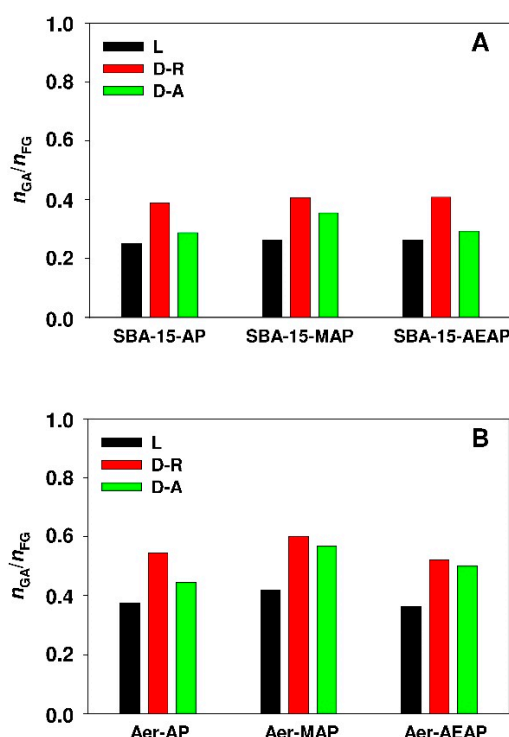 1.0
A
L
D-R
0.8
D-A
0.6
nGA/nFG
0.4
0.2
0.0
SBA-15-AP SBA-15-MAP SBA-15-AEAP
1.0
B
L
D-R
0.8
D-A
0.6
nGA/nFG
0.4
0.2
0.0
Aer-AP Aer-MAP Aer-AEAP